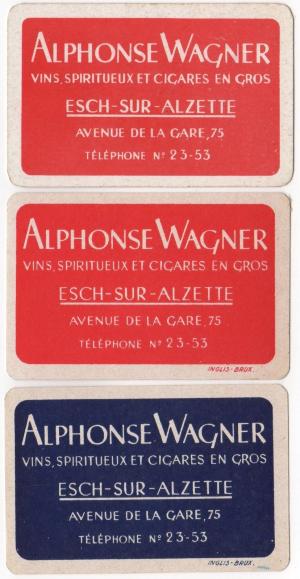 ALPHONSE WAGNER
VINS, SPIRITUEUX ET CIGARES EN GROS
ESCH-SUR-ALZETTE
AVENUE DE LA GARE, 75
TÉLÉPHONE Nº 23-53
ALPHONSE WAGNER
VINS, SPIRITUEUX ET CIGARES EN GROS
ESCH-SUR-ALZETTE
AVENUE DE LA GARE, 75
TÉLÉPHONE Nº 23-53
INGLIS-BRUX.
ALPHONSE WAGNER
VINS, SPIRITUEUX ET CIGARES EN GROS
ESCH-SUR-ALZETTE
AVENUE DE LA GARE, 75
TÉLÉPHONE Nº 23-53
INGLIS-BRUX.